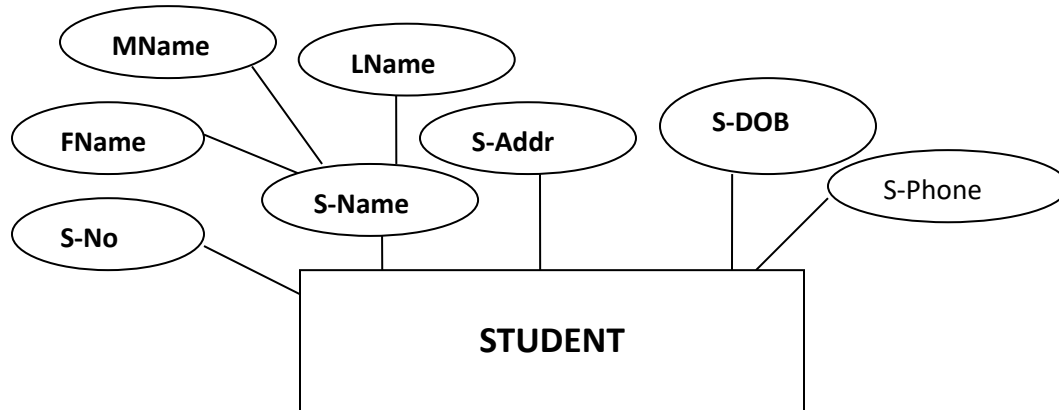 MName
LName
S-DOB
FName
S-Addr
S-Phone
S-Name
S-No
STUDENT